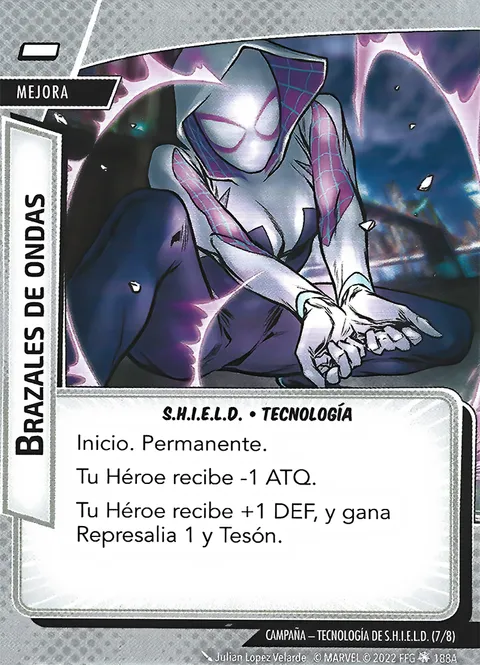 MEJORA
BRAZALES DE ONDAS
S.H.I.E.L.D. • TECNOLOGÍA
Inicio. Permanente.
Tu Héroe recibe -1 ATQ.
Tu Héroe recibe +1 DEF, y gana
Represalia 1 y Tesón.
CAMPAÑA – TECNOLOGÍA DE S.H.I.E.L.D. (7/8)
Julian Lopez Velarde © MARVEL © 2022 FFG 188A